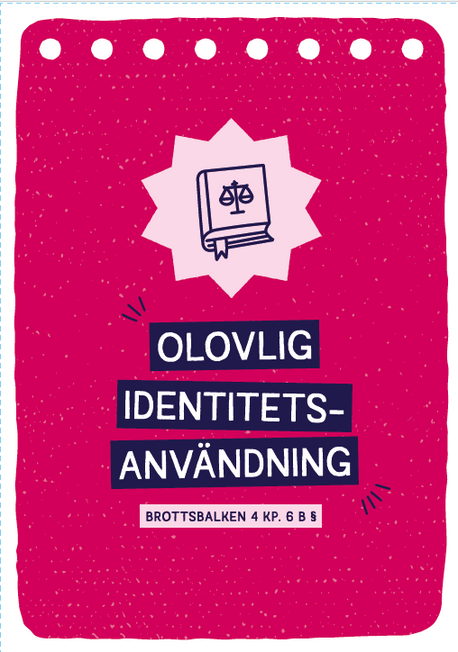 OLOVLIG
IDENTITETS-
ANVÄNDNING
BROTTSBALKEN 4 KP. 6 B §